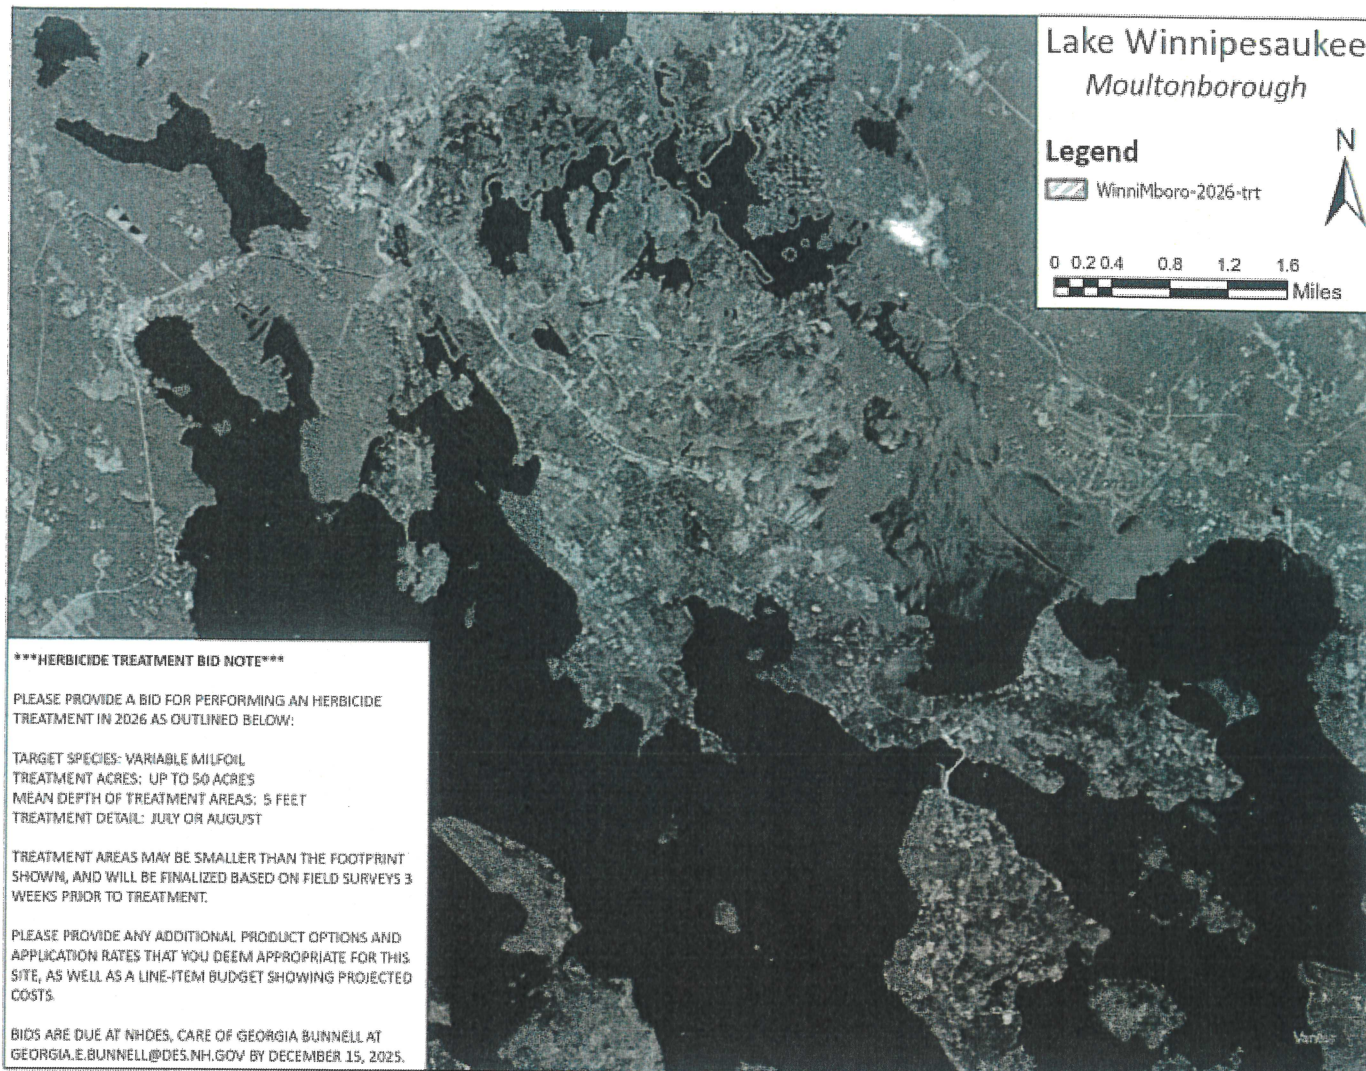 Lake Winnipesaukee
Moultonborough
Legend
N
WinniMboro-2026-trt
0 0.2 0.4 0.8 1.2 1.6
Miles
***HERBICIDE TREATMENT BID NOTE***
PLEASE PROVIDE A BID FOR PERFORMING AN HERBICIDE
TREATMENT IN 2026 AS OUTLINED BELOW:
TARGET SPECIES: VARIABLE MILFOIL
TREATMENT ACRES: UP TO 50 ACRES
MEAN DEPTH OF TREATMENT AREAS: 5 FEET
TREATMENT DETAIL: JULY OR AUGUST
TREATMENT AREAS MAY BE SMALLER THAN THE FOOTPRINT
SHOWN, AND WILL BE FINALIZED BASED ON FIELD SURVEYS 3
WEEKS PRIOR TO TREATMENT.
PLEASE PROVIDE ANY ADDITIONAL PRODUCT OPTIONS AND
APPLICATION RATES THAT YOU DEEM APPROPRIATE FOR THIS
SITE, AS WELL AS A LINE-ITEM BUDGET SHOWING PROJECTED
COSTS.
BIDS ARE DUE AT NHDES, CARE OF GEORGIA BUNNELL AT
GEORGIA.E.BUNNELL@DES.NH.GOV BY DECEMBER 15, 2025.